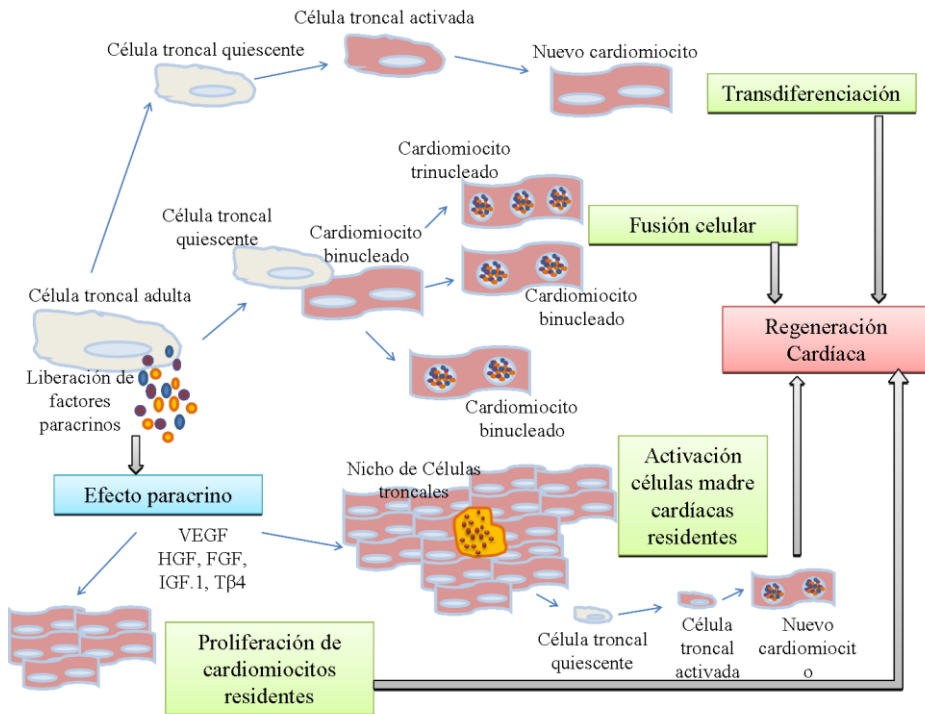 Célula troncal activada
Célula troncal quiescente
Nuevo cardiomiocito
Transdiferenciación
Cardiomiocito
trinucleado
Célula troncal
quiescente
Cardiomiocito
binucleado
Fusión celular
Célula troncal adulta
Cardiomiocito
binucleado
Regeneración
Cardíaca
Liberación de
factores
paracrinos
Cardiomiocito
binucleado
Efecto paracrino
Nicho de Células
troncales
Activación
células madre
cardíacas
residentes
VEGF
HGF, FGF,
IGF.1, Tβ4
Proliferación de
cardiomiocitos
residentes
Célula troncal
quiescente
Célula
troncal
activada
Nuevo
cardiomiocit
o